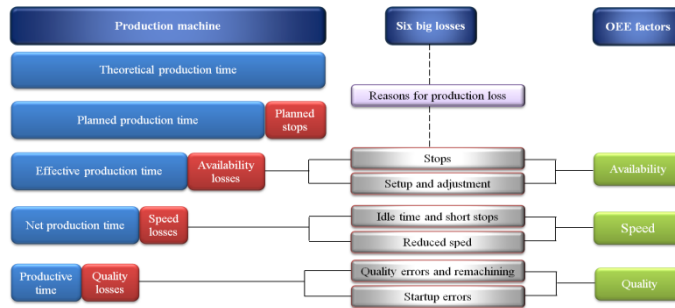 Production machine
Six big losses
OEE factors
Theoretical production time
Reasons for production loss
Planned production time
Planned
stops
Effective production time
Availability
losses
Stops
Setup and adjustment
Availability
Net production time
Speed
losses
Idle time and short stops
Reduced sped
Speed
Productive
time
Quality
losses
Quality errors and remachining
Startup errors
Quality